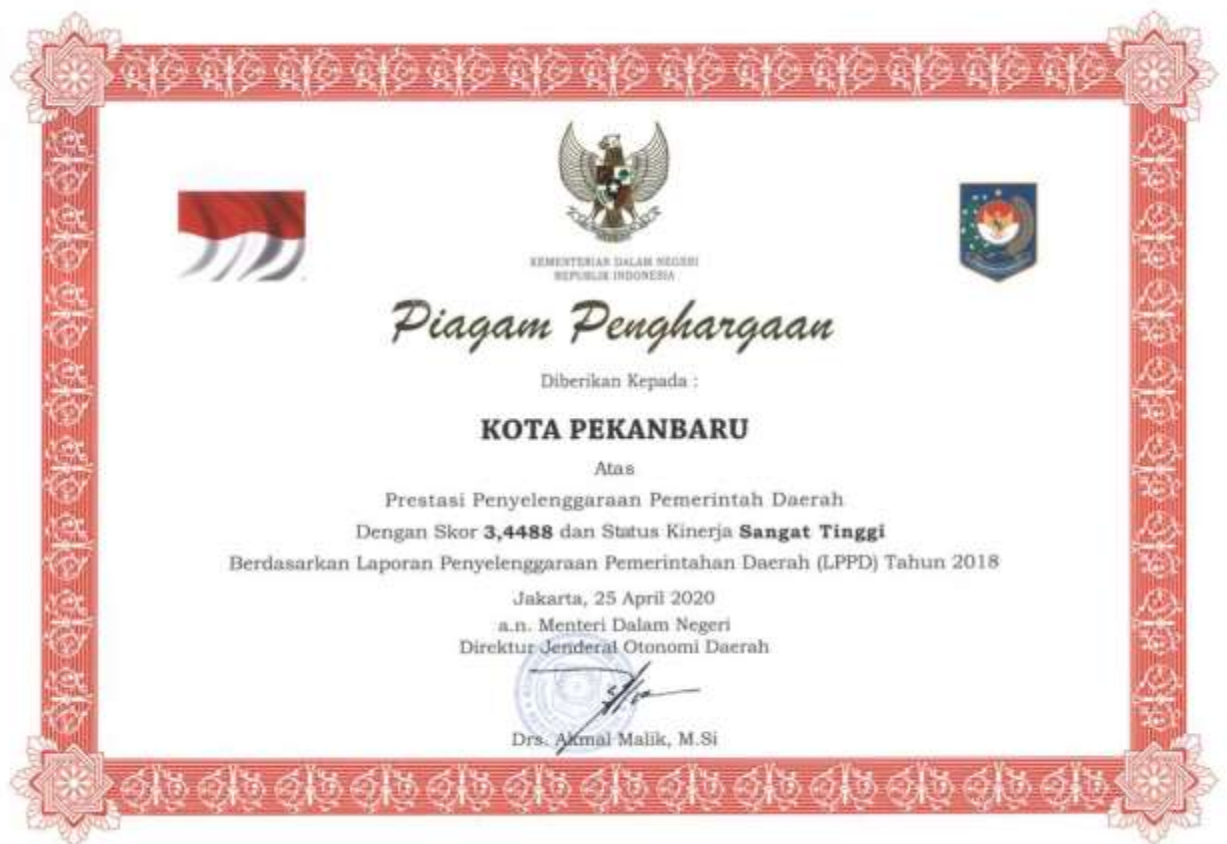 KEMENTERIAN DALAM NEGERI
REPUBLIK INDONESIA
Piagam Penghargaan
Diberikan Kepada :
KOTA PEKANBARU
Atas
Prestasi Penyelenggaraan Pemerintah Daerah
Dengan Skor 3,4488 dan Status Kinerja Sangat Tinggi
Berdasarkan Laporan Penyelenggaraan Pemerintahan Daerah (LPPD) Tahun 2018
Jakarta, 25 April 2020
a.n. Menteri Dalam Negeri
Direktur Jenderal Otonomi Daerah
Drs. Akmal Malik, M.Si